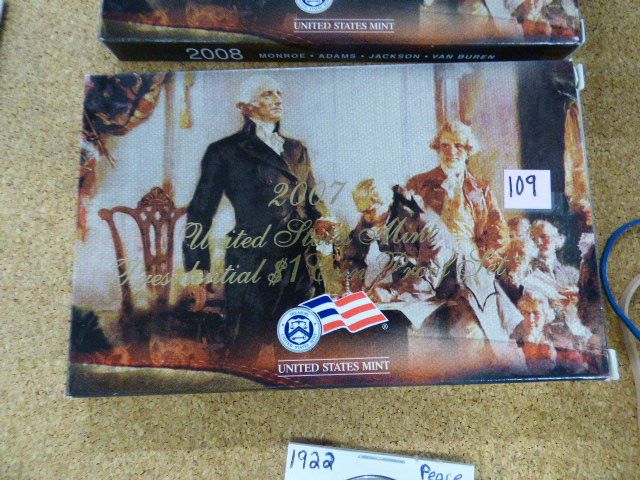 UNITED STATES MINT
2008 MONROE • ADAMS • JACKSON • VAN BUREN
109
2007
United States Mint
Presidential $1 Coin Proof Set
UNITED STATES MINT
1922 Peace